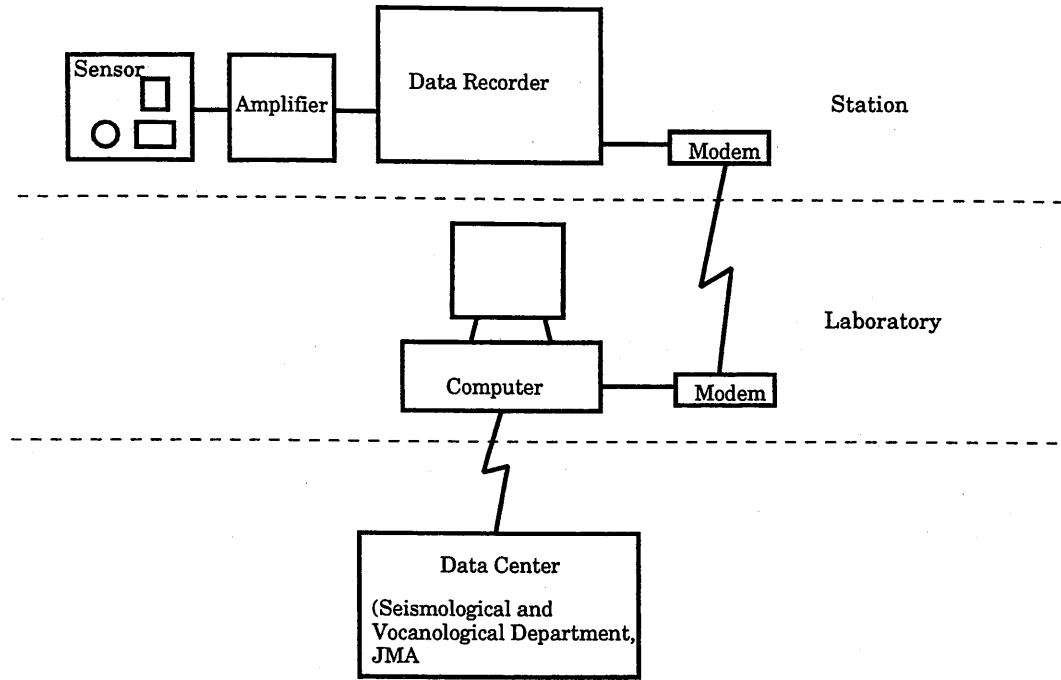 Sensor
Amplifier
Data Recorder
Station
Modem
Laboratory
Computer
Modem
Data Center
(Seismological and
Vocanological Department,
JMA